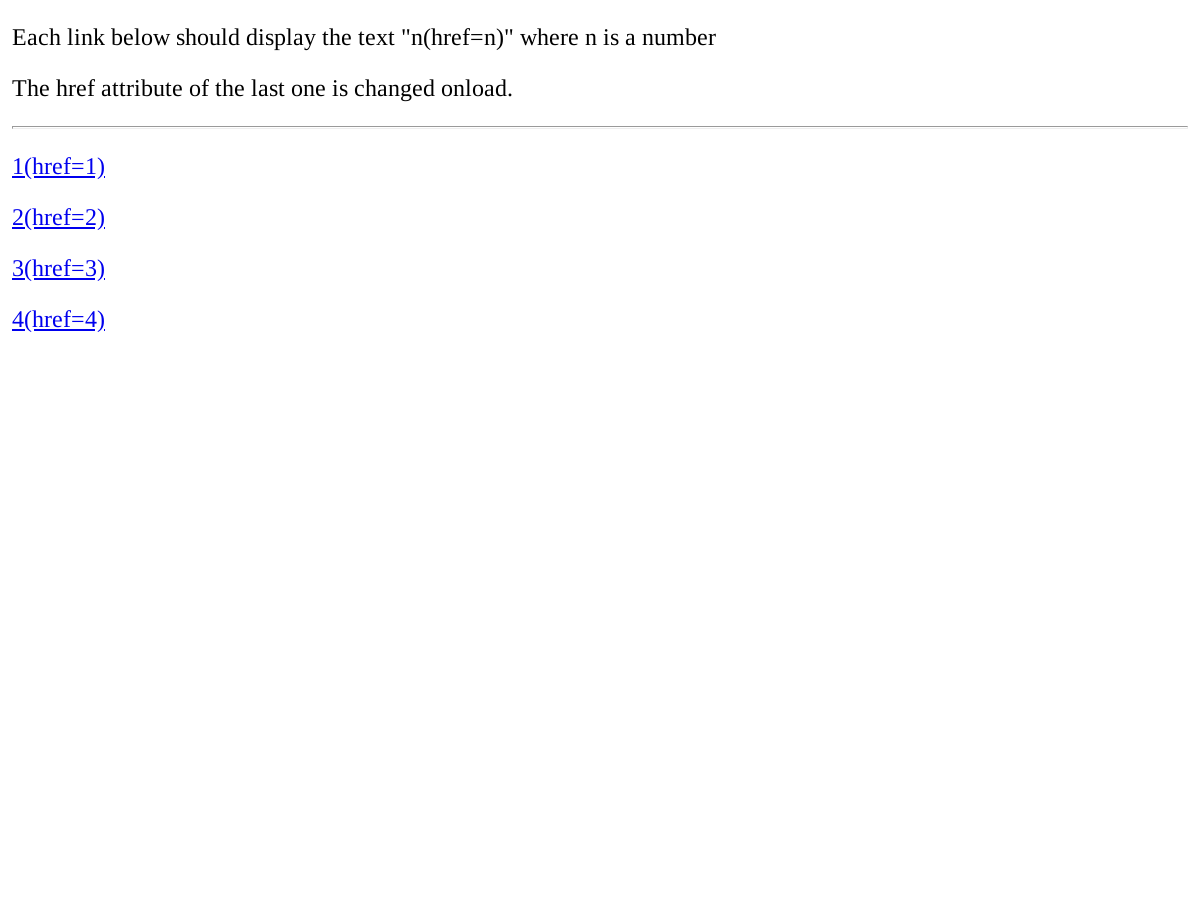 Each link below should display the text "n(href=n)" where n is a number
The href attribute of the last one is changed onload.
1(href=1)
2(href=2)
3(href=3)
4(href=4)